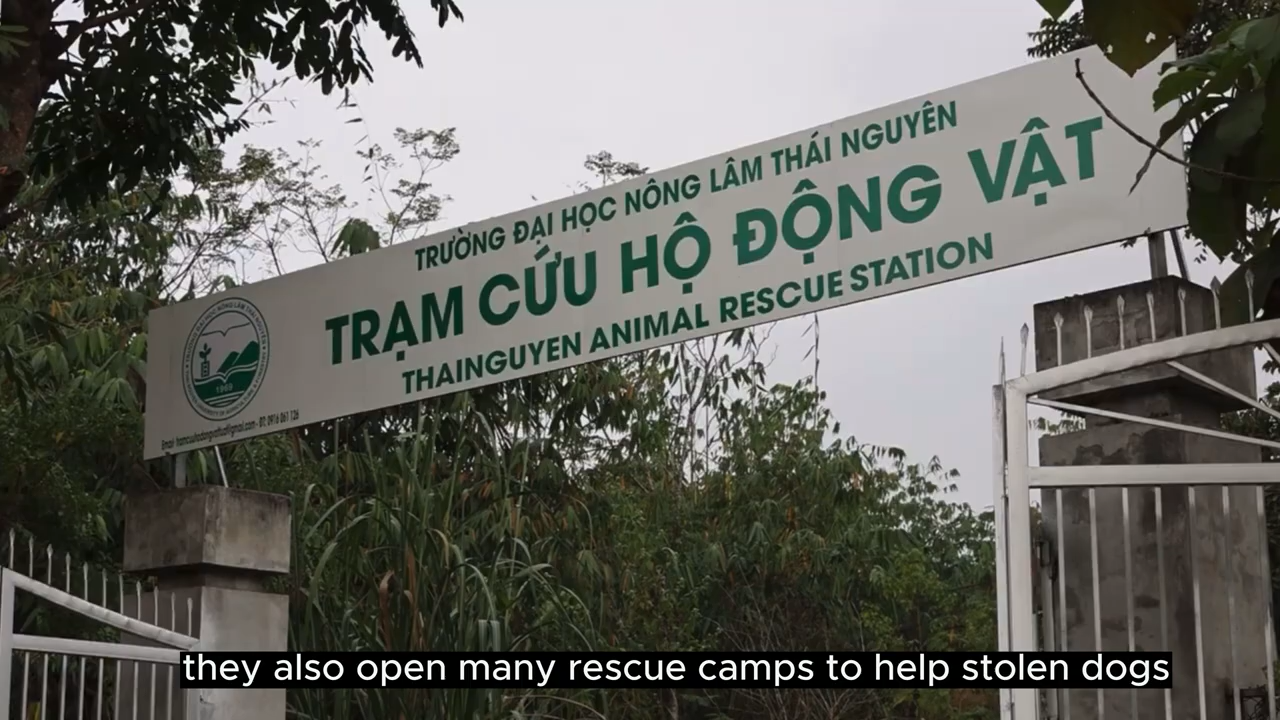 TRƯỜNG ĐẠI HỌC NÔNG LÂM THÁI NGUYÊN
TRẠM CỨU HỘ ĐỘNG VẬT
THAINGUYEN ANIMAL RESCUE STATION
1969
they also open many rescue camps to help stolen dogs